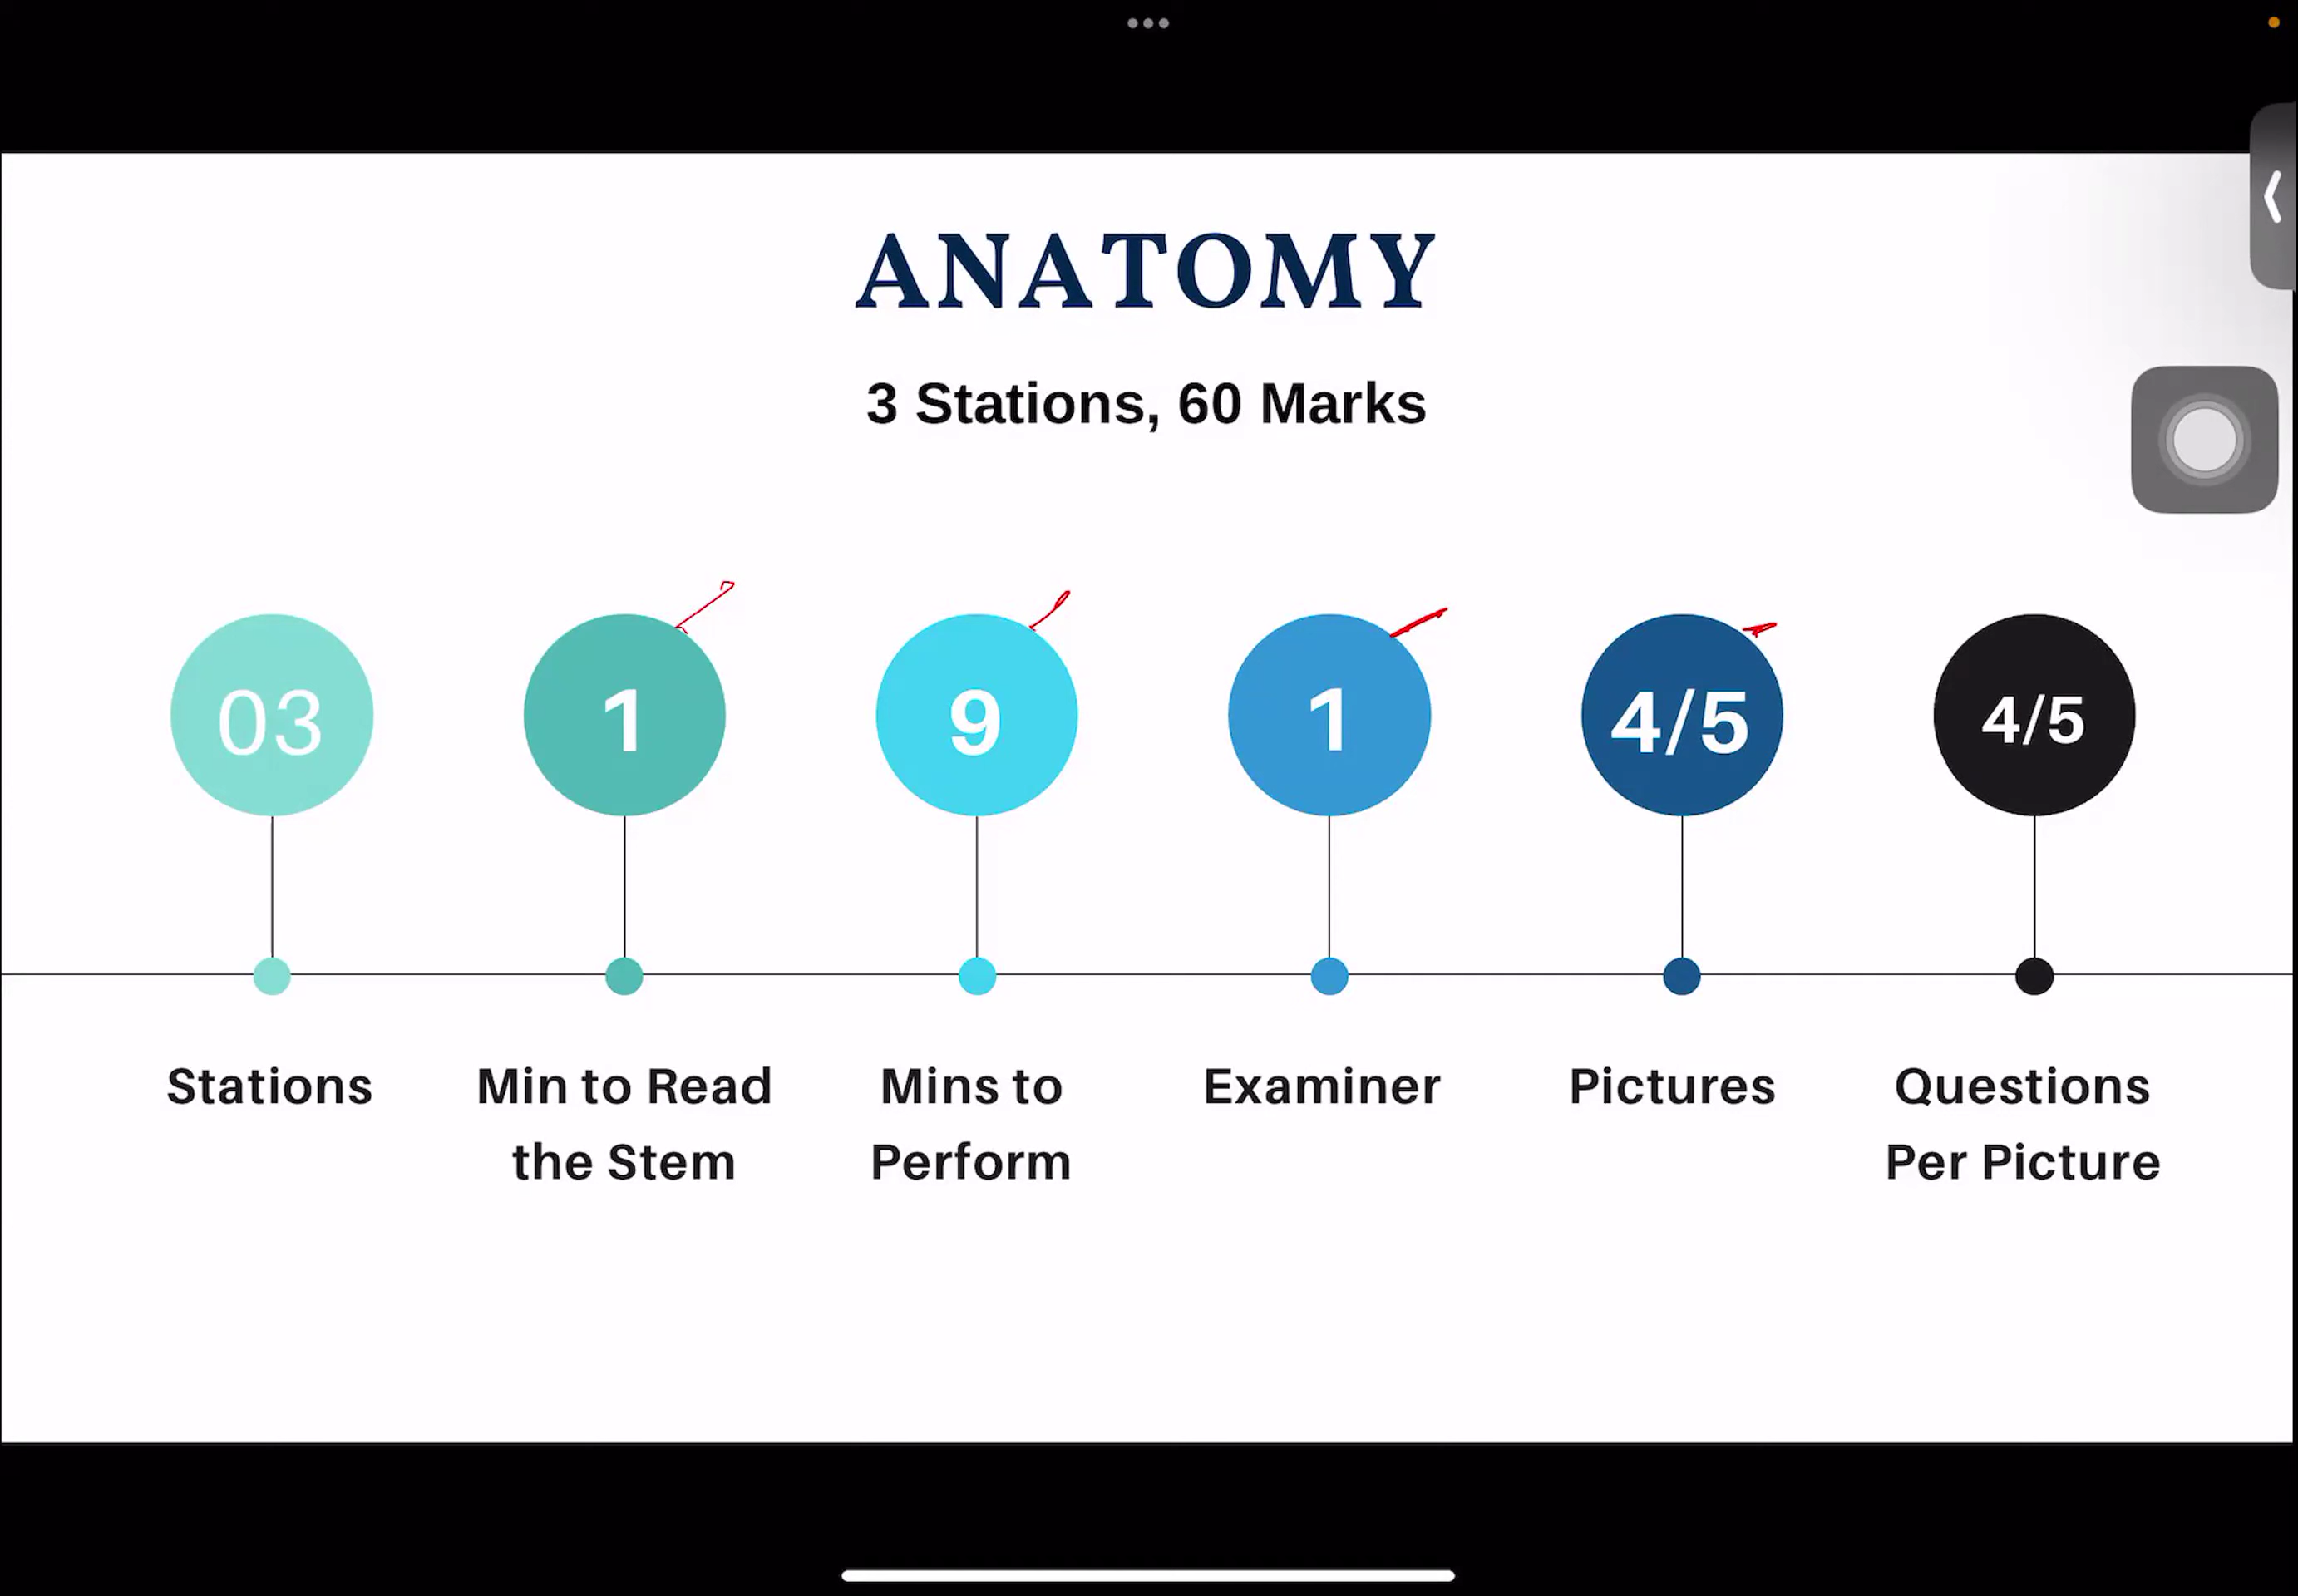 ANATOMY
3 Stations, 60 Marks
03
1
9
1
4/5
4/5
Stations
Min to Read
the Stem
Mins to
Perform
Examiner
Pictures
Questions
Per Picture